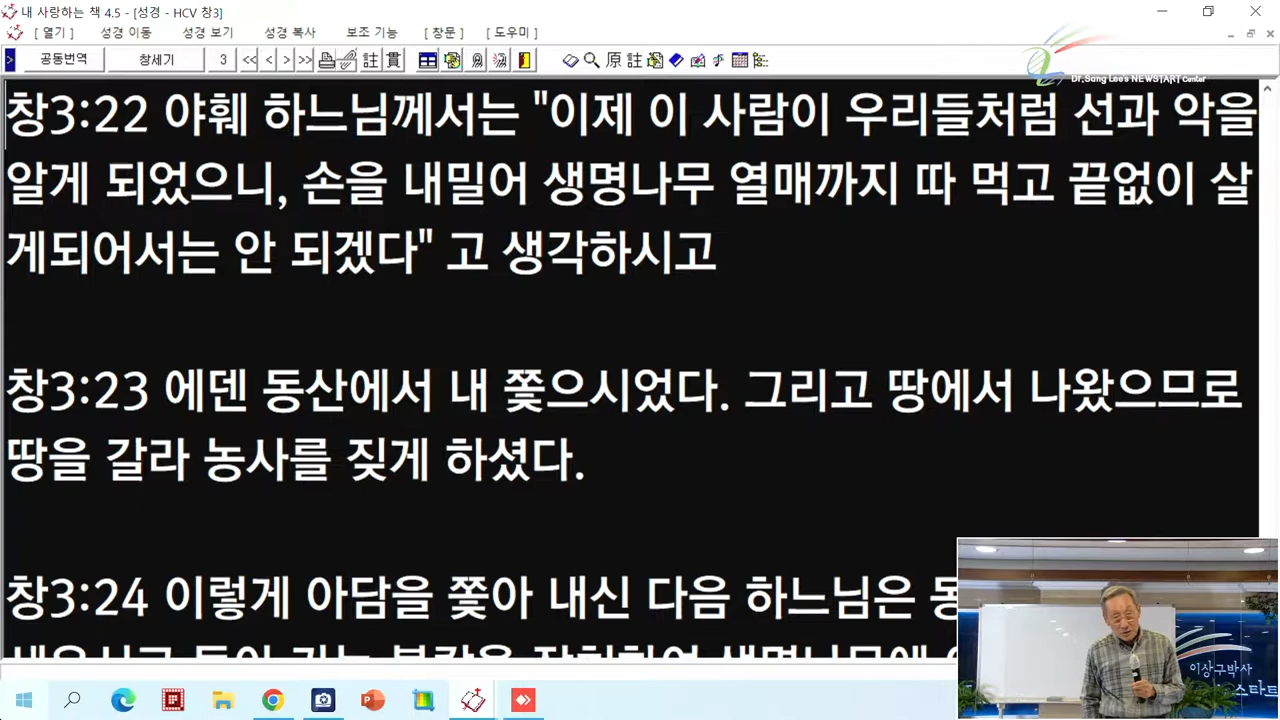 내 사랑하는 책 4.5 - [성경 - HCV 창3]
[ 열기 ] 성경 이동 성경 보기 성경 복사 보조 기능 [ 창문 ] [ 도우미 ]
공동번역 창세기 3 << < > >> 註 貫 原 註
Dr.Sang Lee's NEWSTART Center
창3:22 야훼 하느님께서는 "이제 이 사람이 우리들처럼 선과 악을
알게 되었으니, 손을 내밀어 생명나무 열매까지 따 먹고 끝없이 살
게되어서는 안 되겠다" 고 생각하시고
창3:23 에덴 동산에서 내 쫓으시었다. 그리고 땅에서 나왔으므로
땅을 갈라 농사를 짖게 하셨다.
창3:24 이렇게 아담을 쫓아 내신 다음 하느님은
이상구박사
스타트